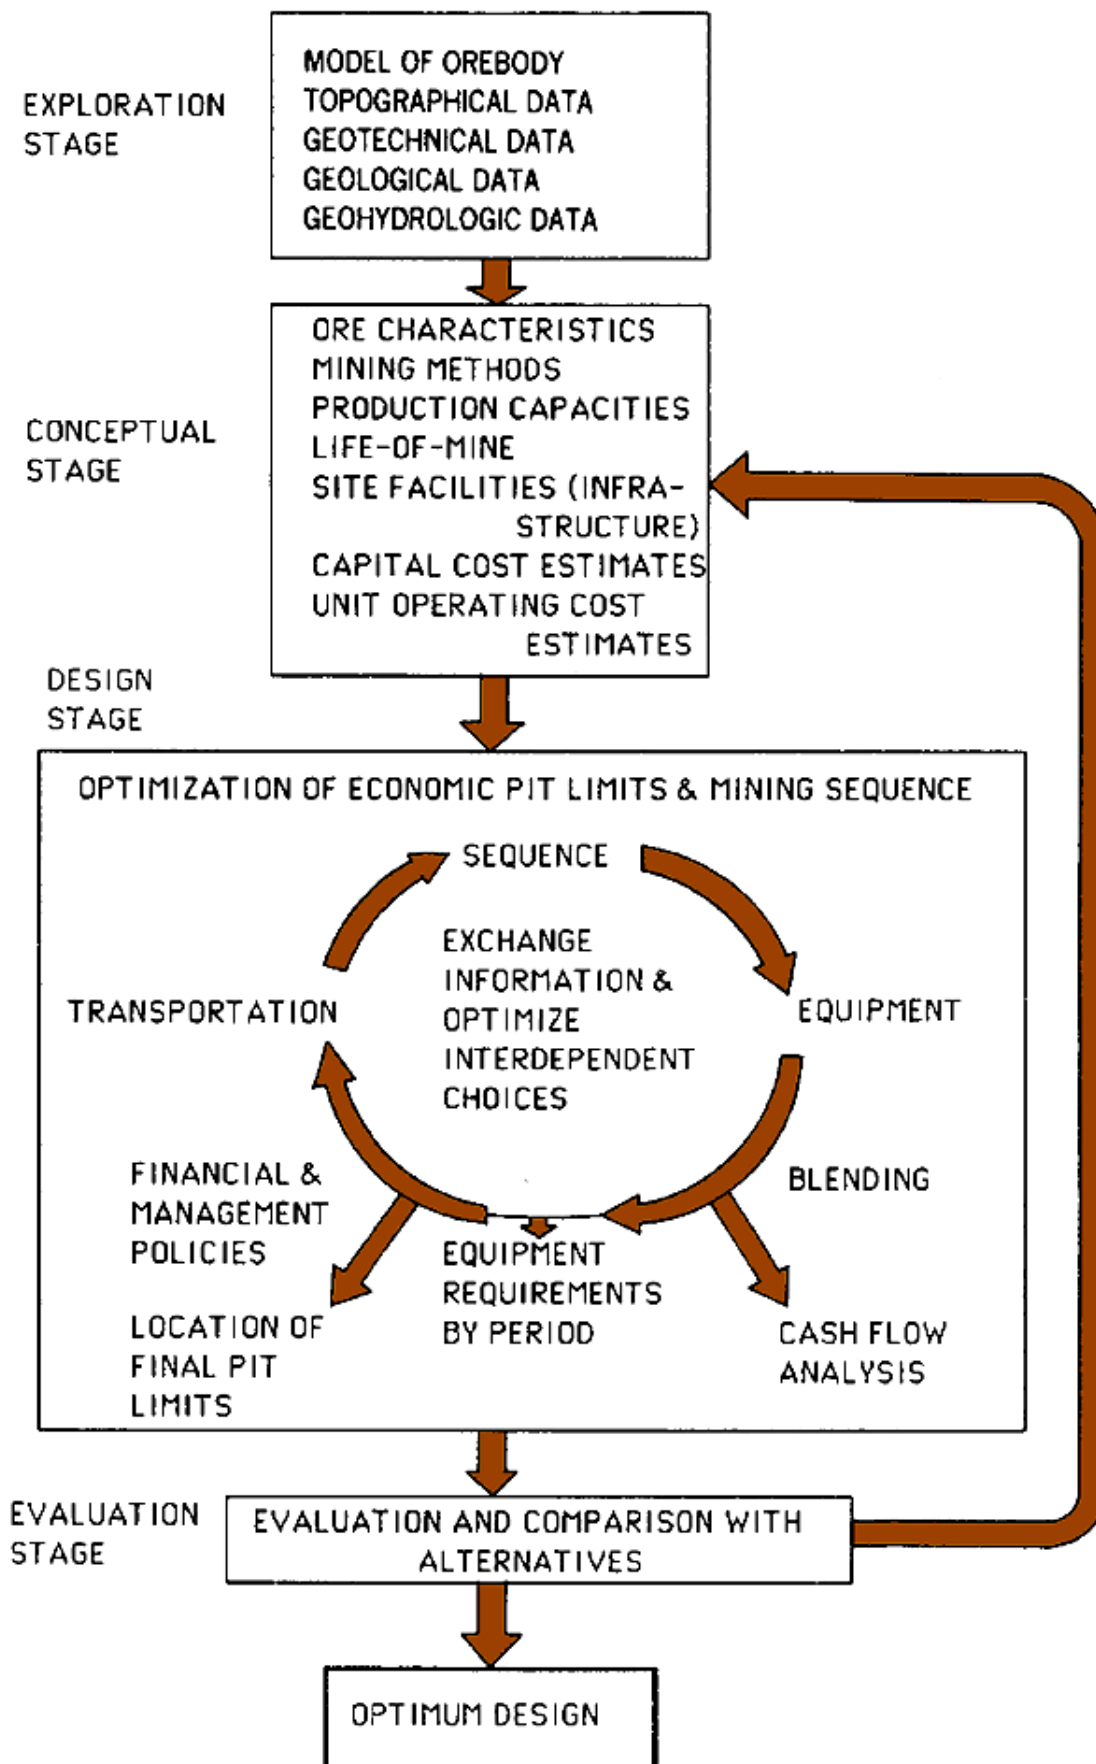 EXPLORATION
STAGE
MODEL OF OREBODY
TOPOGRAPHICAL DATA
GEOTECHNICAL DATA
GEOLOGICAL DATA
GEOHYDROLOGIC DATA
CONCEPTUAL
STAGE
ORE CHARACTERISTICS
MINING METHODS
PRODUCTION CAPACITIES
LIFE-OF-MINE
SITE FACILITIES (INFRA-
STRUCTURE)
CAPITAL COST ESTIMATES
UNIT OPERATING COST
ESTIMATES
DESIGN
STAGE
OPTIMIZATION OF ECONOMIC PIT LIMITS & MINING SEQUENCE
SEQUENCE
EXCHANGE
INFORMATION &
OPTIMIZE
INTERDEPENDENT
CHOICES
TRANSPORTATION
EQUIPMENT
FINANCIAL &
MANAGEMENT
POLICIES
BLENDING
EQUIPMENT
REQUIREMENTS
BY PERIOD
LOCATION OF
FINAL PIT
LIMITS
CASH FLOW
ANALYSIS
EVALUATION
STAGE
EVALUATION AND COMPARISON WITH
ALTERNATIVES
OPTIMUM DESIGN